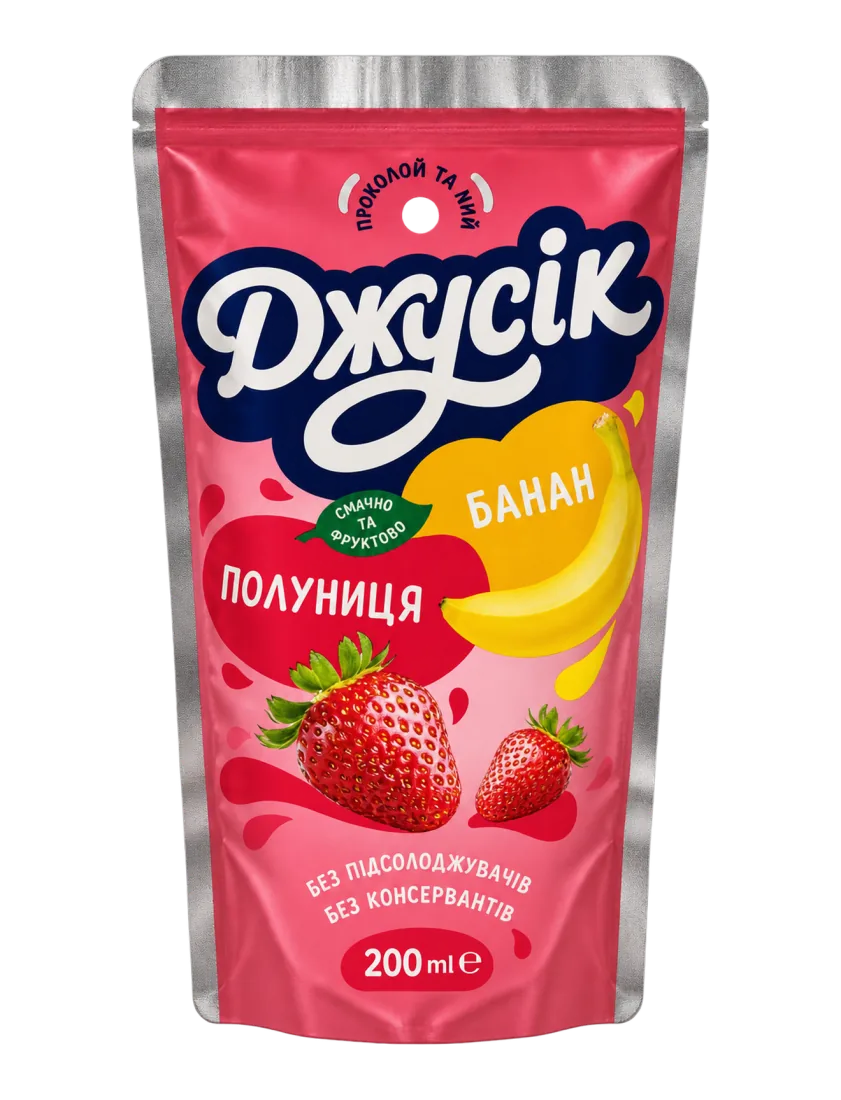 ПРОКОЛОЙ ТА ПИЙ
Джусік
БАНАН
СМАЧНО
ТА
ФРУКТОВО
ПОЛУНИЦЯ
БЕЗ ПІДСОЛОДЖУВАЧІВ
БЕЗ КОНСЕРВАНТІВ
200 ml e